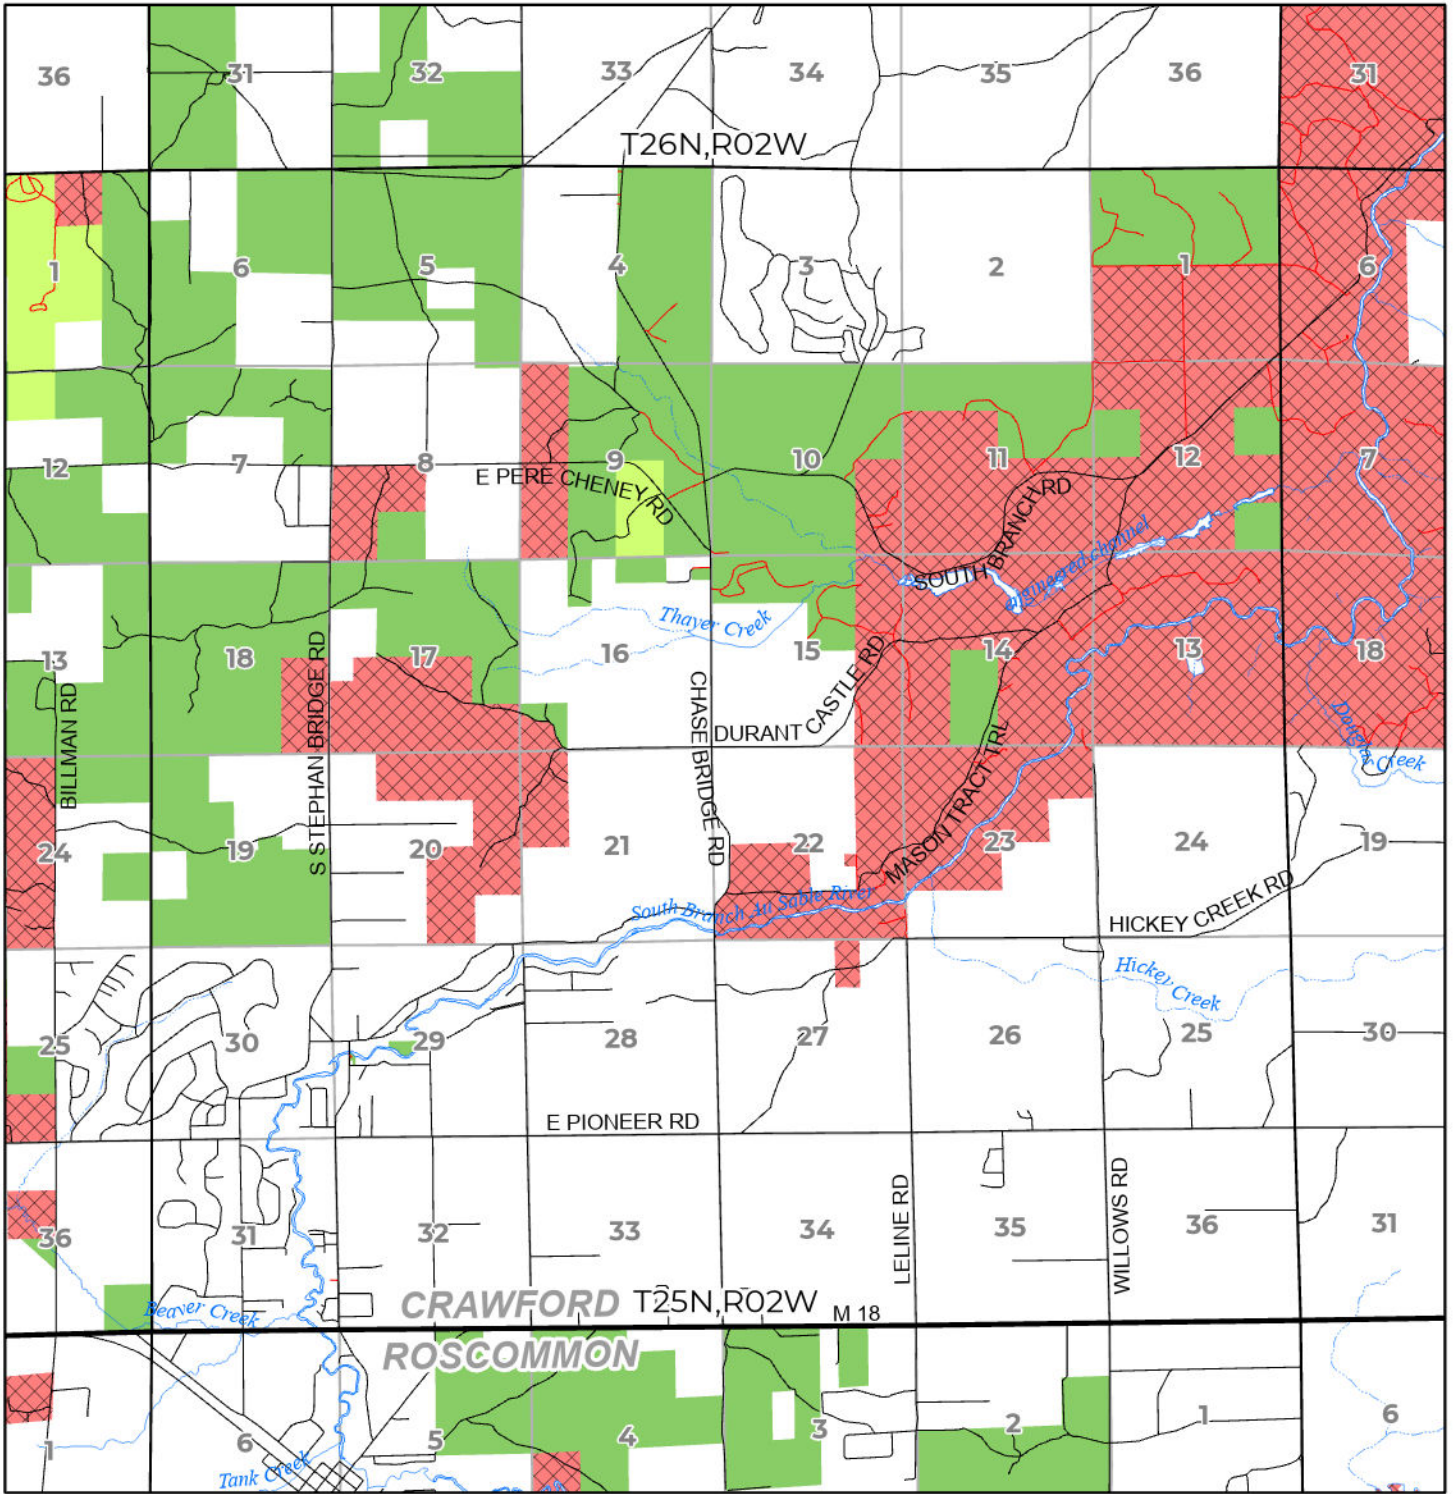 36
31
32
33
34
35
36
31
T26N,R02W
1
6
5
4
3
2
1
6
12
7
8
E PERE CHENEY RD
9
10
11
12
7
SOUTH BRANCH RD
engineered channel
Thayer Creek
13
18
17
16
15
14
13
18
BILLMAN RD
S STEPHAN BRIDGE RD
CHASE BRIDGE RD
DURANT CASTLE RD
MASON TRACT TRL
Douglas Creek
24
19
20
21
22
23
24
19
South Branch Au Sable River
HICKEY CREEK RD
Hickey Creek
25
30
29
28
27
26
25
30
E PIONEER RD
36
31
32
33
34
LELINE RD
35
WILLOWS RD
36
31
Beaver Creek
CRAWFORD
T25N,R02W
M 18
ROSCOMMON
1
6
5
4
3
2
1
6
Tank Creek